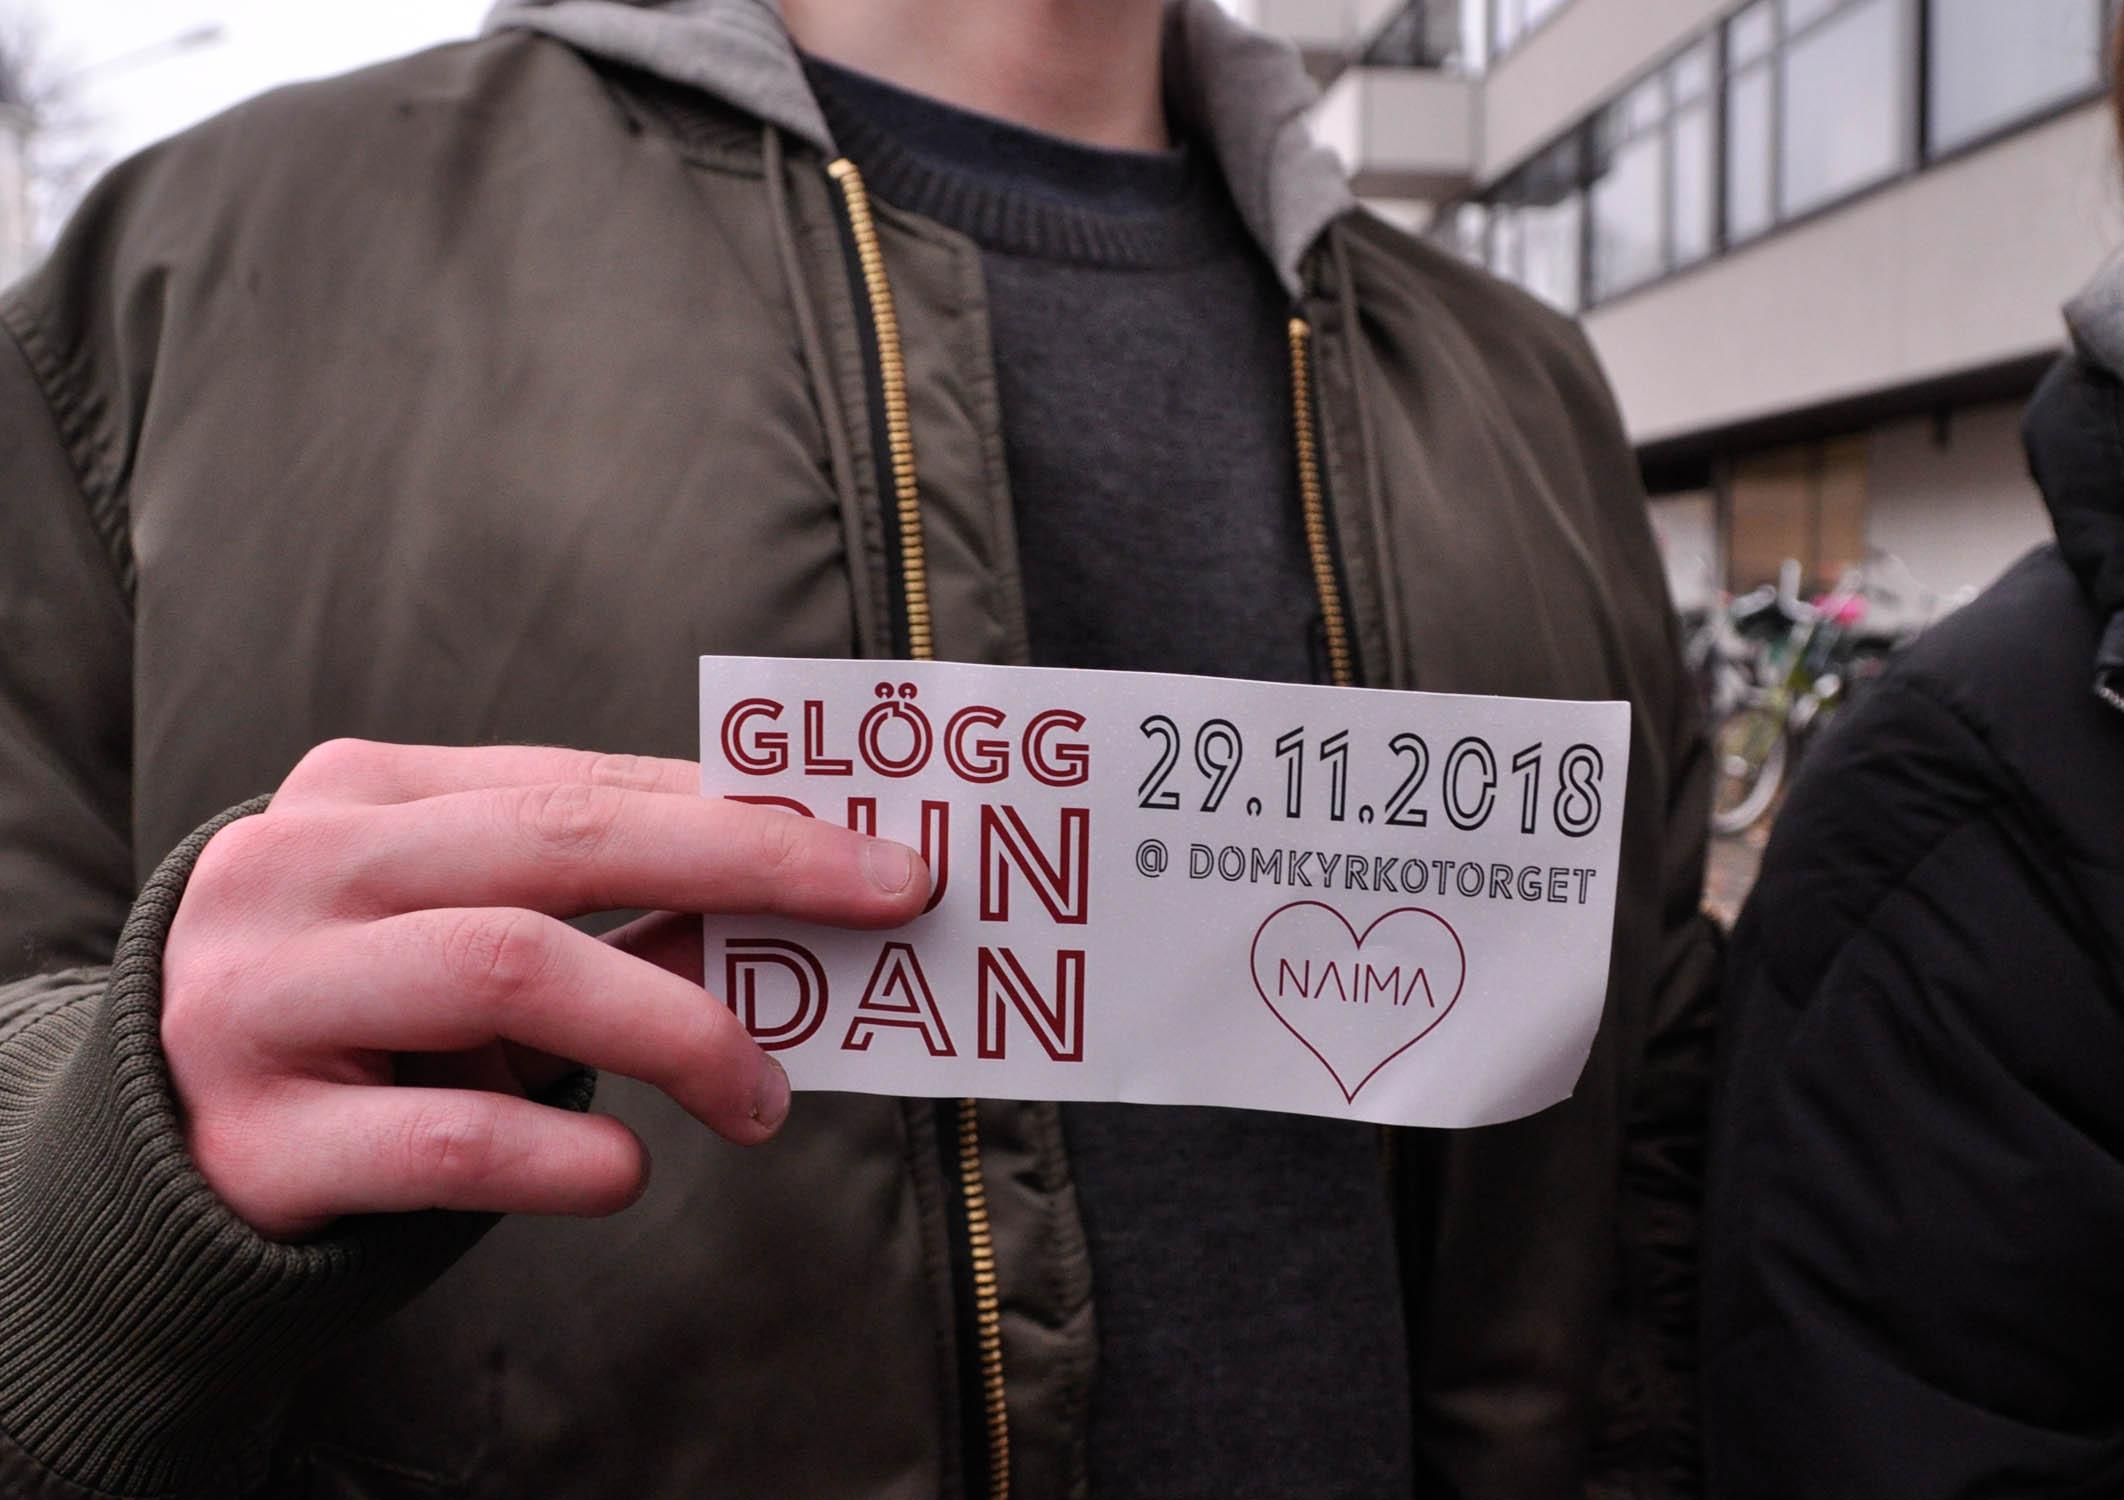 GLÖGG
DAN
29.11.2018
@ DOMKYRKOTORGET
NAIMA